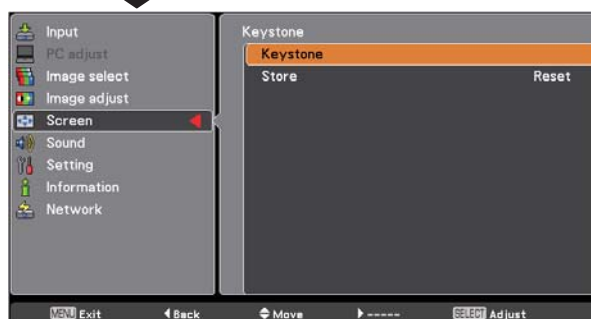 Input
PC adjust
Image select
Image adjust
Screen
Sound
Setting
Information
Network
Keystone
Keystone
Store Reset
MENU Exit Back Move ----- SELECT Adjust